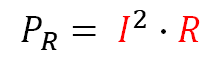 P_R = I² · R